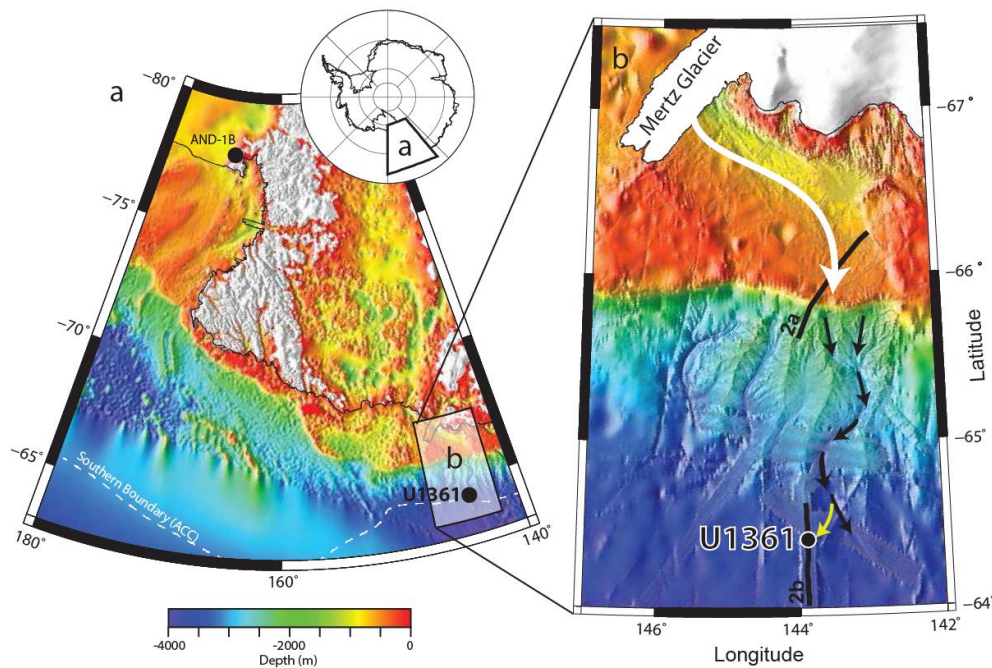 a
−80°
AND-1B
−75°
−70°
−65°
Southern Boundary (ACC)
180°
160°
140°
U1361
b
a
-4000
-2000
0
Depth (m)
b
Mertz Glacier
−67°
−66°
−65°
−64°
Latitude
2a
U1361
2b
146°
144°
142°
Longitude